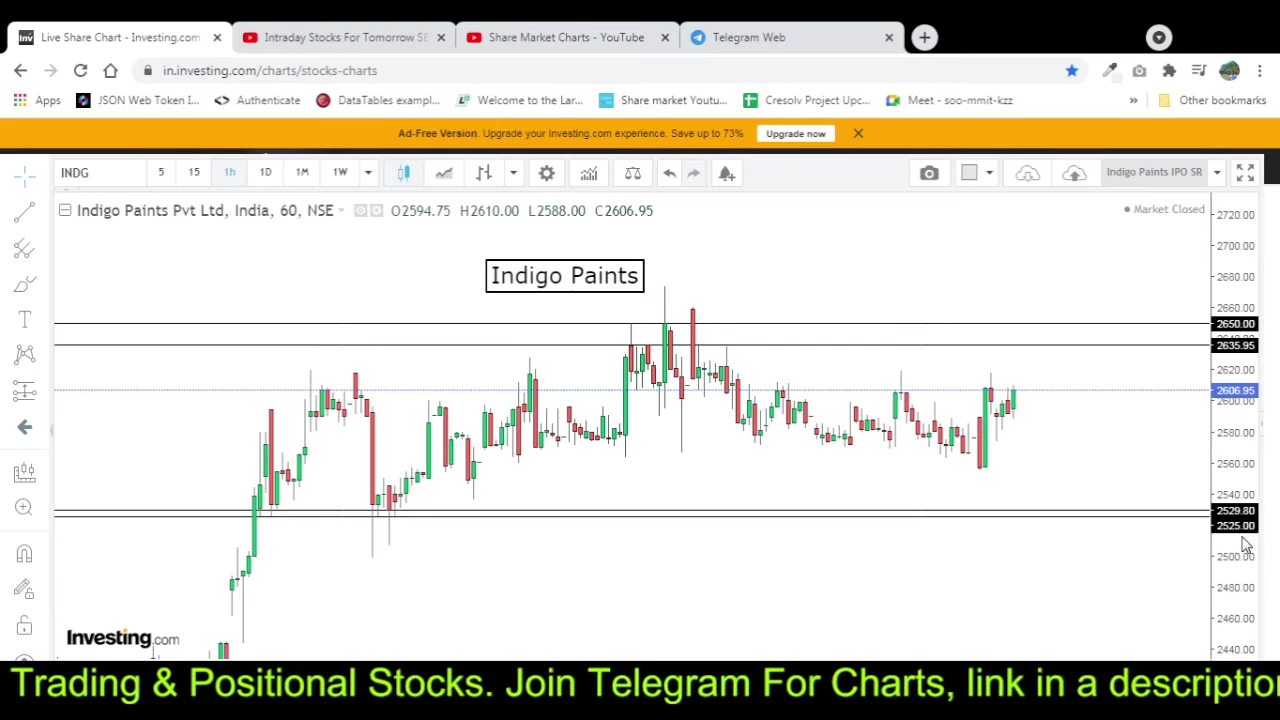 Live Share Chart - Investing.com
Intraday Stocks For Tomorrow SE
Share Market Charts - YouTube
Telegram Web
in.investing.com/charts/stocks-charts
Apps
JSON Web Token I...
Authenticate
DataTables exampl...
Welcome to the Lar...
Share market Youtu...
Cresolv Project Upc...
Meet - soo-mmit-kzz
»
Other bookmarks
Ad-Free Version. Upgrade your Investing.com experience. Save up to 73%
Upgrade now
INDG
5
15
1h
1D
1M
1W
Indigo Paints IPO SR
Indigo Paints Pvt Ltd, India, 60, NSE
O2594.75 H2610.00 L2588.00 C2606.95
Market Closed
Indigo Paints
2720.00
2700.00
2680.00
2660.00
2650.00
2635.95
2620.00
2606.95
2600.00
2580.00
2560.00
2540.00
2529.80
2525.00
2500.00
2480.00
2460.00
2440.00
Investing.com
Trading & Positional Stocks. Join Telegram For Charts, link in a descriptio